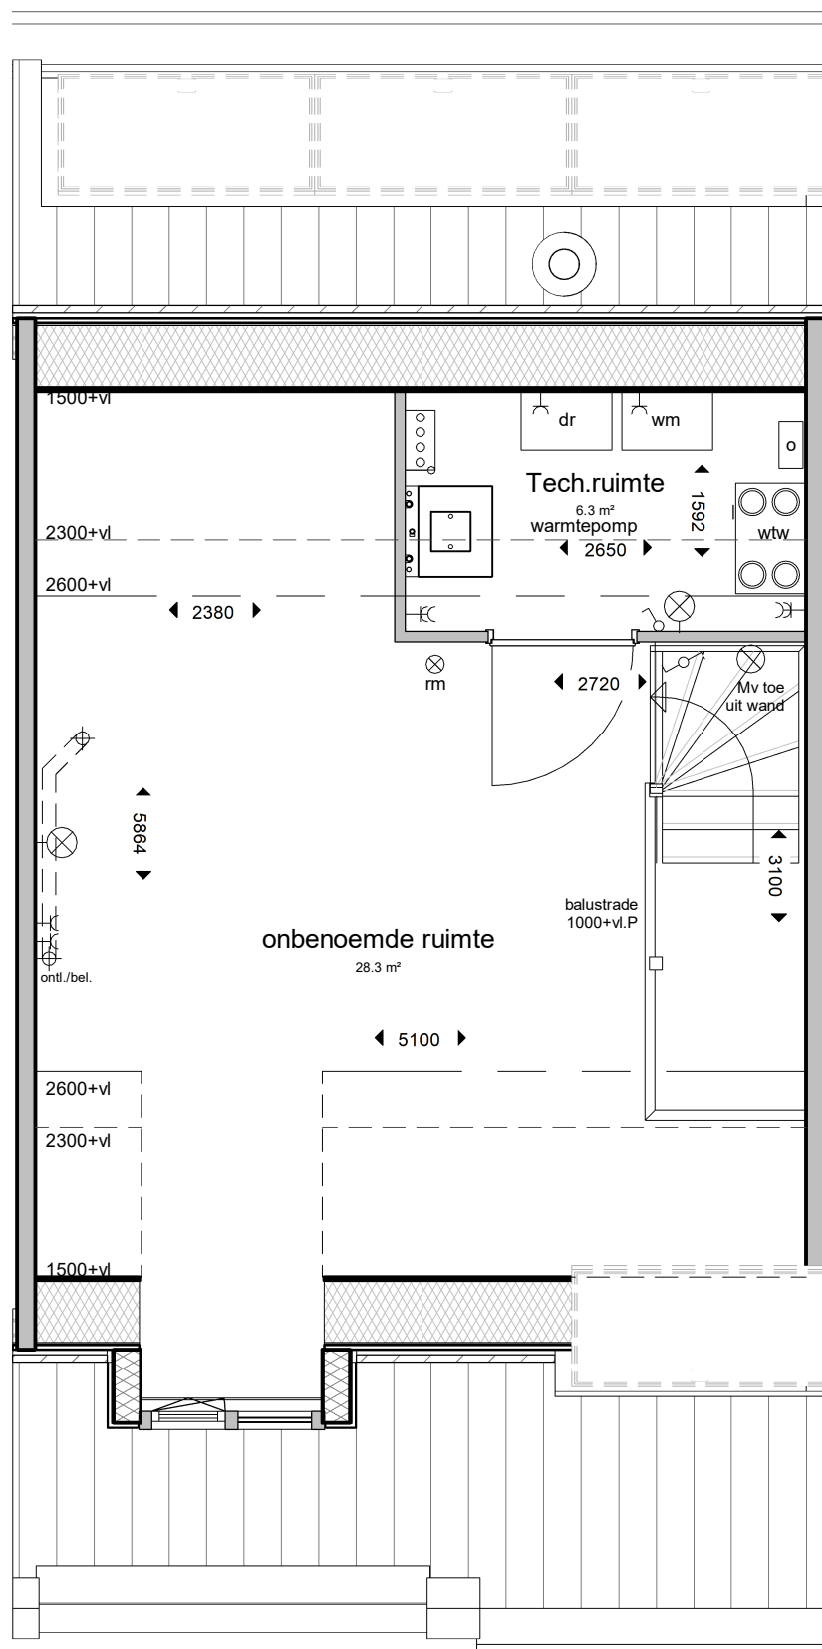 1500+vl
dr
wm
o
Tech.ruimte
6.3 m²
warmtepomp
1592
2650
wtw
2300+vl
2600+vl
2380
rm
2720
Mv toe
uit wand
5864
3100
balustrade
1000+vl.P
onbenoemde ruimte
28.3 m²
ontl./bel.
5100
2600+vl
2300+vl
1500+vl